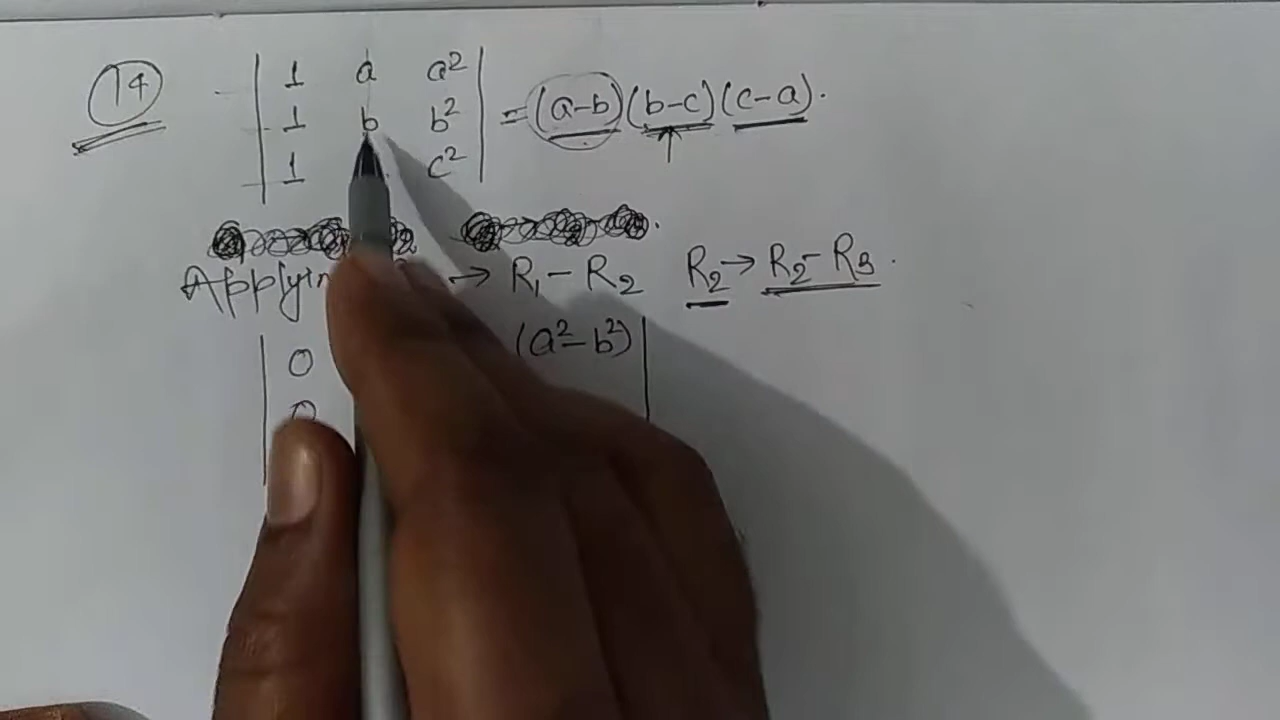 14
1 a a² = (a-b)(b-c)(c-a).
1 b b²
1 c²
R₁-R₂ R₂→R₂-R₃.
0 (a²-b²)
0